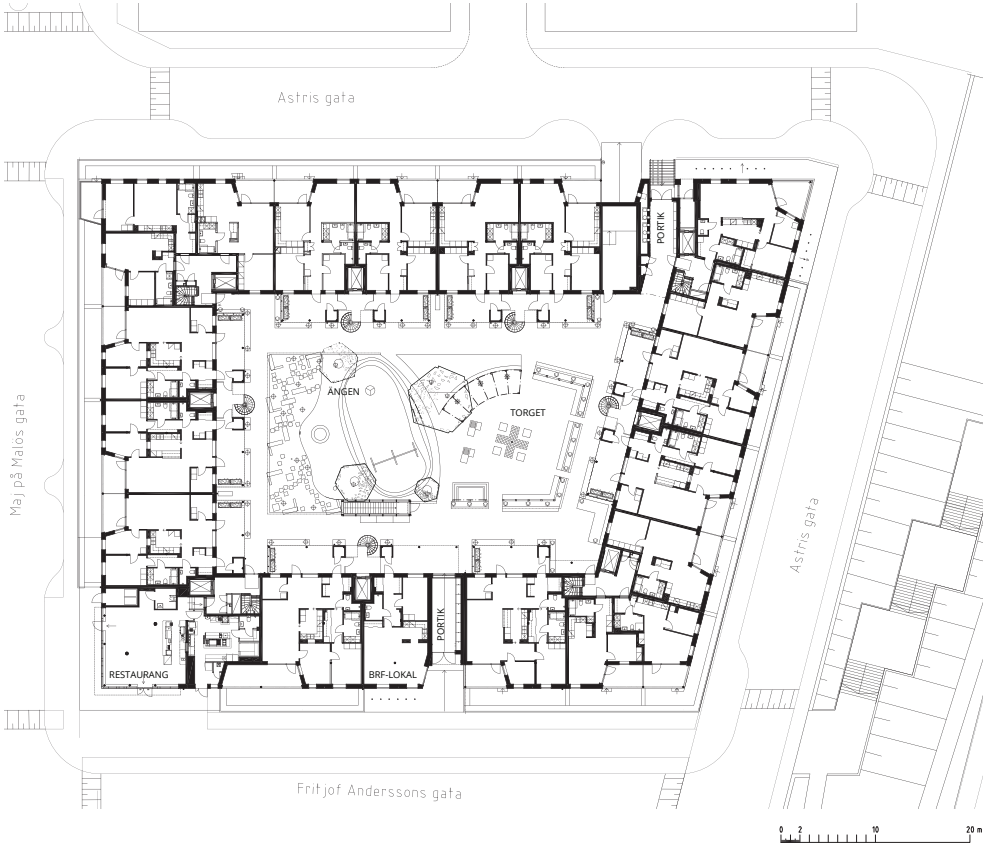 Astris gata
PORTIK
Maj på Malös gata
ÄNGEN
TORGET
Astris gata
PORTIK
RESTAURANG
BRF-LOKAL
Fritjof Anderssons gata
0 2 10 20 m